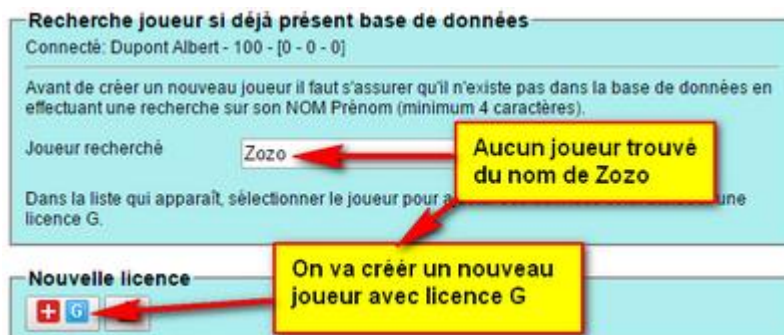 Recherche joueur si déjà présent base de données
Connecté: Dupont Albert - 100 - [0 - 0 - 0]
Avant de créer un nouveau joueur il faut s'assurer qu'il n'existe pas dans la base de données en
effectuant une recherche sur son NOM Prénom (minimum 4 caractères).
Joueur recherché
Zozo
Aucun joueur trouvé
du nom de Zozo
Dans la liste qui apparaît, sélectionner le joueur pour
une
licence G.
On va créér un nouveau
joueur avec licence G
Nouvelle licence
G